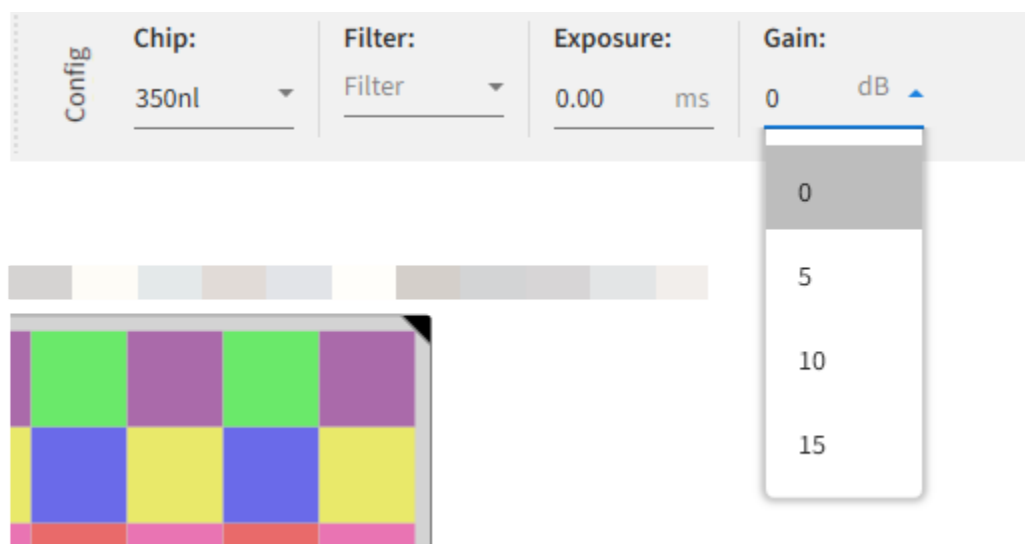 Config
Chip:
350nl
Filter:
Filter
Exposure:
0.00 ms
Gain:
0 dB
0
5
10
15